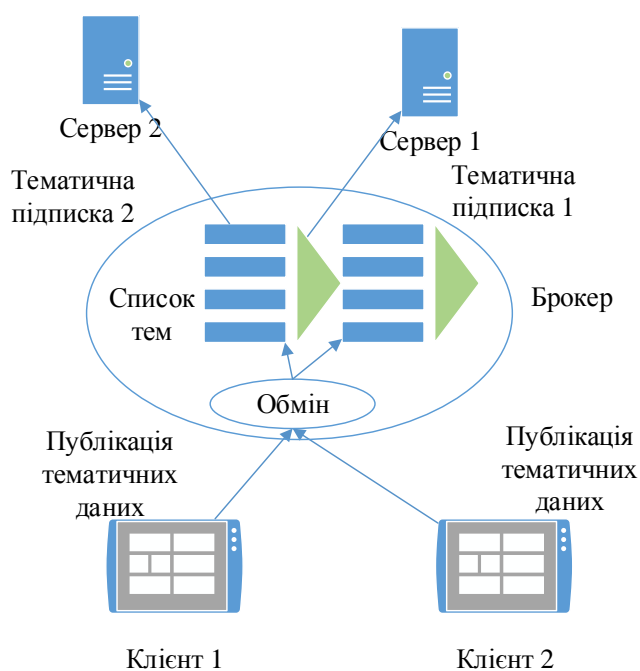 Сервер 2
Сервер 1
Тематична
підписка 2
Тематична
підписка 1
Список
тем
Брокер
Обмін
Публікація
тематичних
даних
Публікація
тематичних
даних
Клієнт 1
Клієнт 2